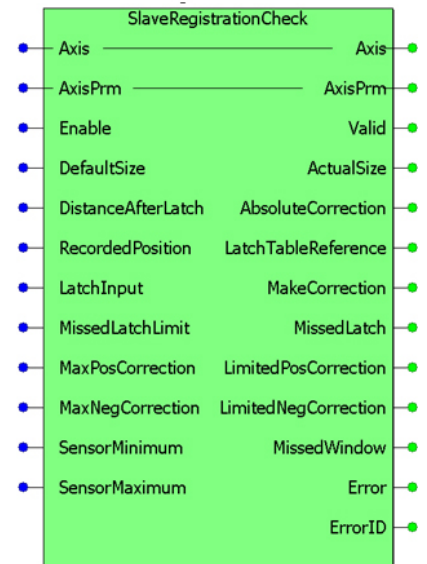 SlaveRegistrationCheck
Axis Axis
AxisPrm AxisPrm
Enable Valid
DefaultSize ActualSize
DistanceAfterLatch AbsoluteCorrection
RecordedPosition LatchTableReference
LatchInput MakeCorrection
MissedLatchLimit MissedLatch
MaxPosCorrection LimitedPosCorrection
MaxNegCorrection LimitedNegCorrection
SensorMinimum MissedWindow
SensorMaximum Error
ErrorID